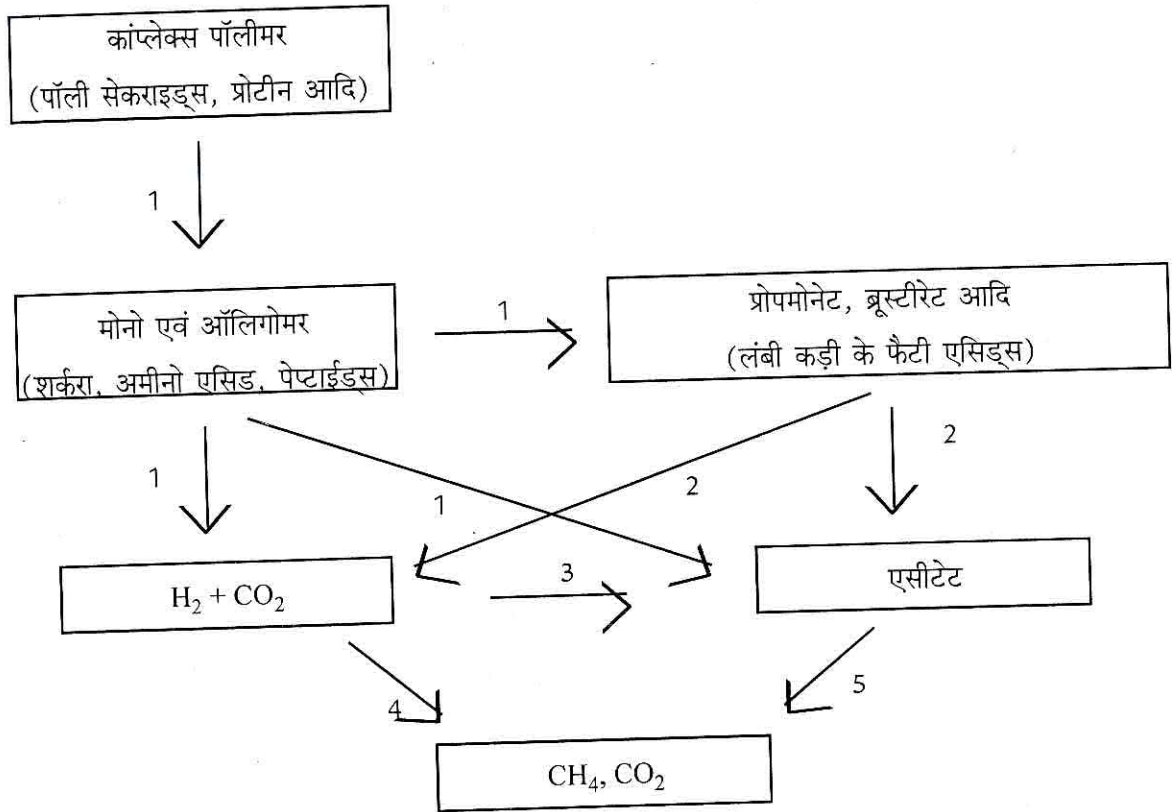 कांप्लेक्स पॉलीमर
(पॉली सेकराइड्स, प्रोटीन आदि)
1
मोनो एवं ऑलिगोमर
(शर्करा, अमीनो एसिड, पेप्टाईड्स)
1
प्रोपमोनेट, ब्रूस्टीरेट आदि
(लंबी कड़ी के फैटी एसिड्स)
1
1
2
2
H₂ + CO₂
3
एसीटेट
4
5
CH₄, CO₂